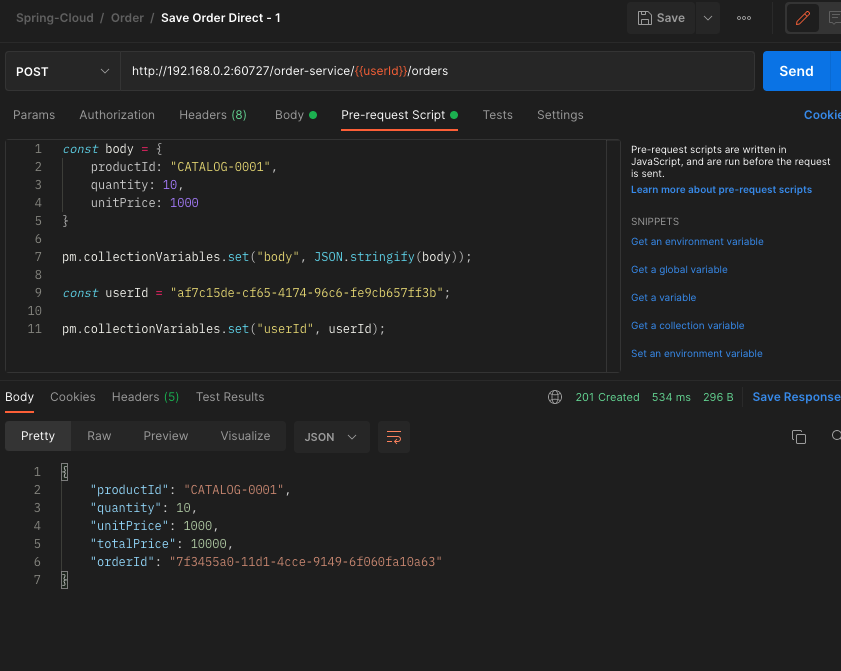 Spring-Cloud / Order / Save Order Direct - 1
Save
POST
http://192.168.0.2:60727/order-service/{{userId}}/orders
Send
Params Authorization Headers (8) Body Pre-request Script Tests Settings
Cookie
1 const body = {
2 productId: "CATALOG-0001",
3 quantity: 10,
4 unitPrice: 1000
5 }
6
7 pm.collectionVariables.set("body", JSON.stringify(body));
8
9 const userId = "af7c15de-cf65-4174-96c6-fe9cb657ff3b";
10
11 pm.collectionVariables.set("userId", userId);
Pre-request scripts are written in
JavaScript, and are run before the request
is sent.
Learn more about pre-request scripts
SNIPPETS
Get an environment variable
Get a global variable
Get a variable
Get a collection variable
Set an environment variable
Body Cookies Headers (5) Test Results
201 Created 534 ms 296 B Save Response
Pretty Raw Preview Visualize JSON
1 {
2 "productId": "CATALOG-0001",
3 "quantity": 10,
4 "unitPrice": 1000,
5 "totalPrice": 10000,
6 "orderId": "7f3455a0-11d1-4cce-9149-6f060fa10a63"
7 }